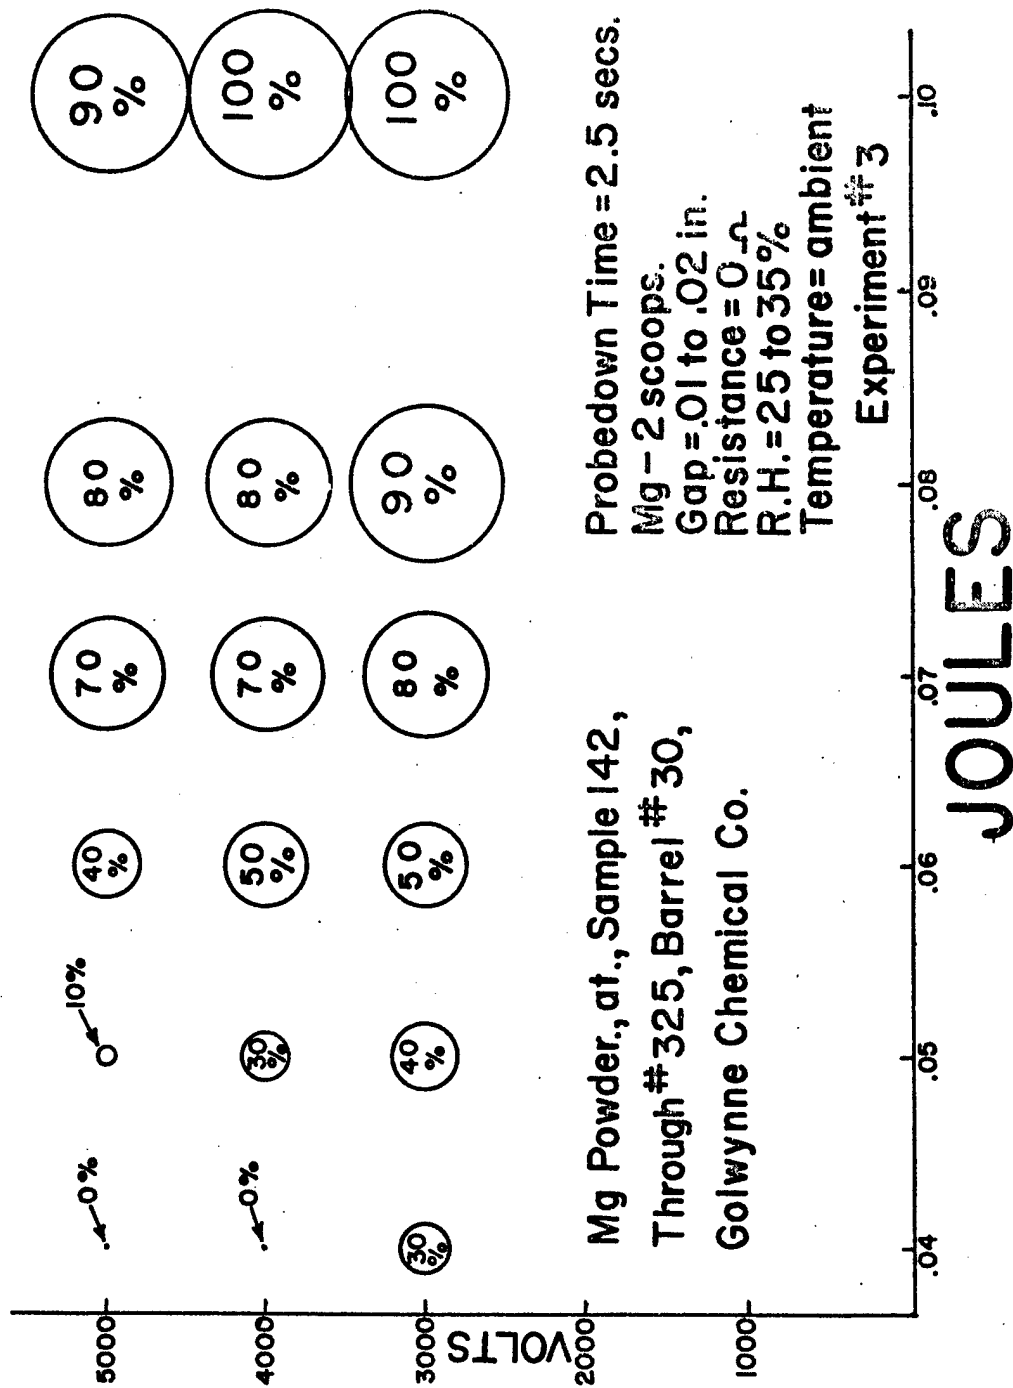 5000
4000
3000
2000
1000
VOLTS
0%
10%
40%
70%
80%
90%
0%
30%
50%
70%
80%
100%
30%
40%
50%
80%
90%
100%
Mg Powder., at., Sample 142,
Through #325, Barrel #30,
Golwynne Chemical Co.
Probedown Time = 2.5 secs.
Mg - 2 scoops.
Gap = .01 to .02 in.
Resistance = 0 Ω
R.H. = 25 to 35%
Temperature = ambient
Experiment #3
.04 .05 .06 .07 .08 .09 .10
JOULES